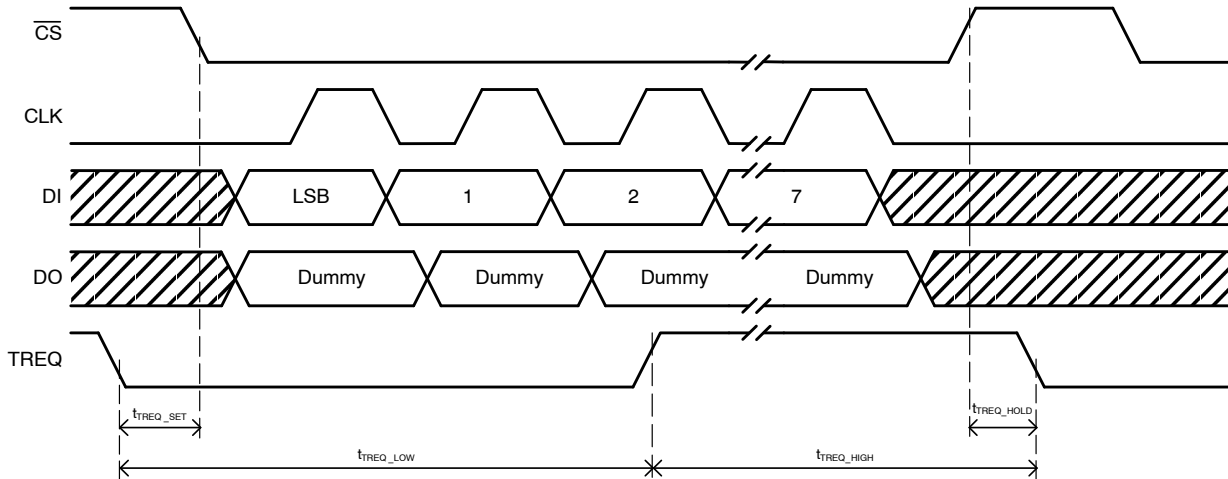 CS
CLK
DI LSB 1 2 7
DO Dummy Dummy Dummy Dummy
TREQ
tTREQ_SET tTREQ_HOLD
tTREQ_LOW tTREQ_HIGH